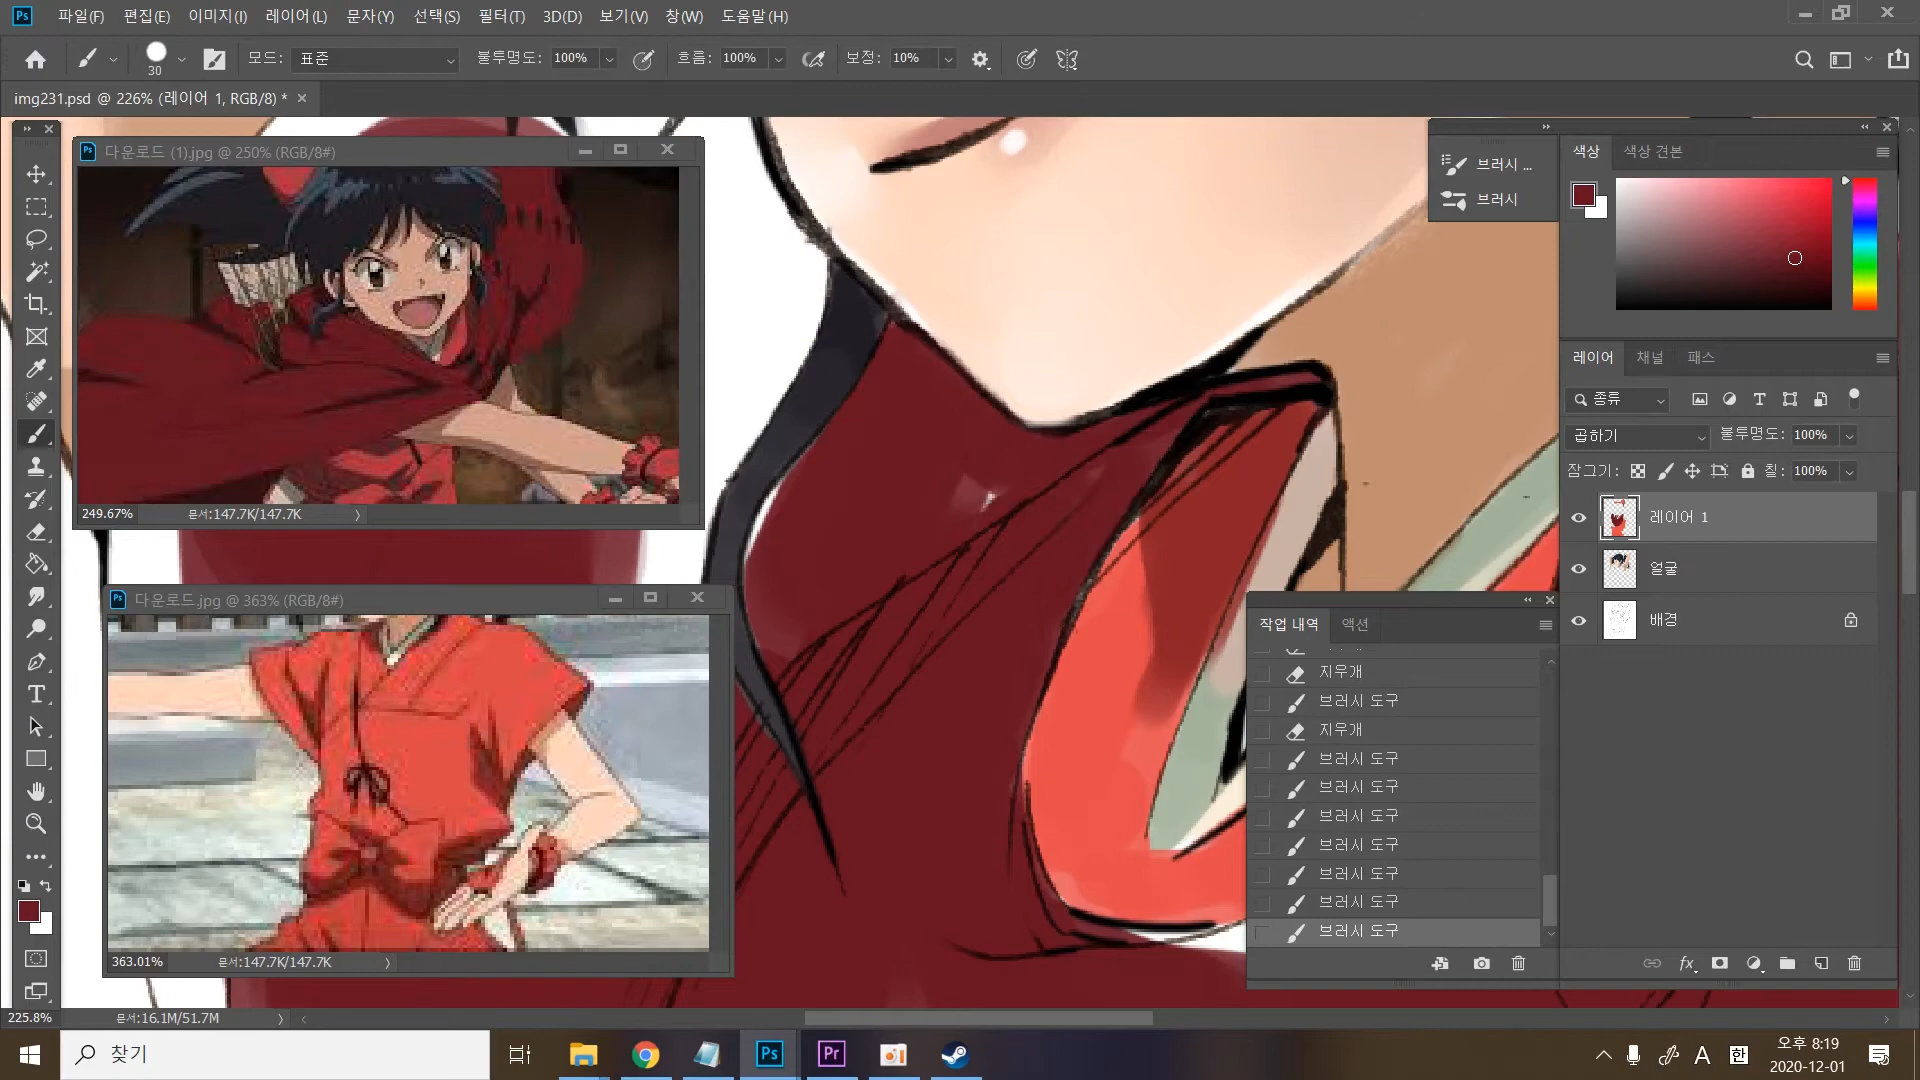 Ps 파일(F) 편집(E) 이미지(I) 레이어(L) 문자(Y) 선택(S) 필터(T) 3D(D) 보기(V) 창(W) 도움말(H)
30 모드: 표준 불투명도: 100% 흐름: 100% 보정: 10%
img231.psd @ 226% (레이어 1, RGB/8) *
Ps 다운로드 (1).jpg @ 250% (RGB/8#)
249.67% 문서:147.7K/147.7K
Ps 다운로드.jpg @ 363% (RGB/8#)
363.01% 문서:147.7K/147.7K
브러시 ...
브러시
색상 색상 견본
레이어 채널 패스
종류
곱하기 불투명도: 100%
잠그기: 칠: 100%
레이어 1
얼굴
배경
작업 내역 액션
지우개
브러시 도구
지우개
브러시 도구
브러시 도구
브러시 도구
브러시 도구
브러시 도구
브러시 도구
브러시 도구
fx
225.8% 문서:16.1M/51.7M
찾기
Ps
Pr
A 한
오후 8:19
2020-12-01